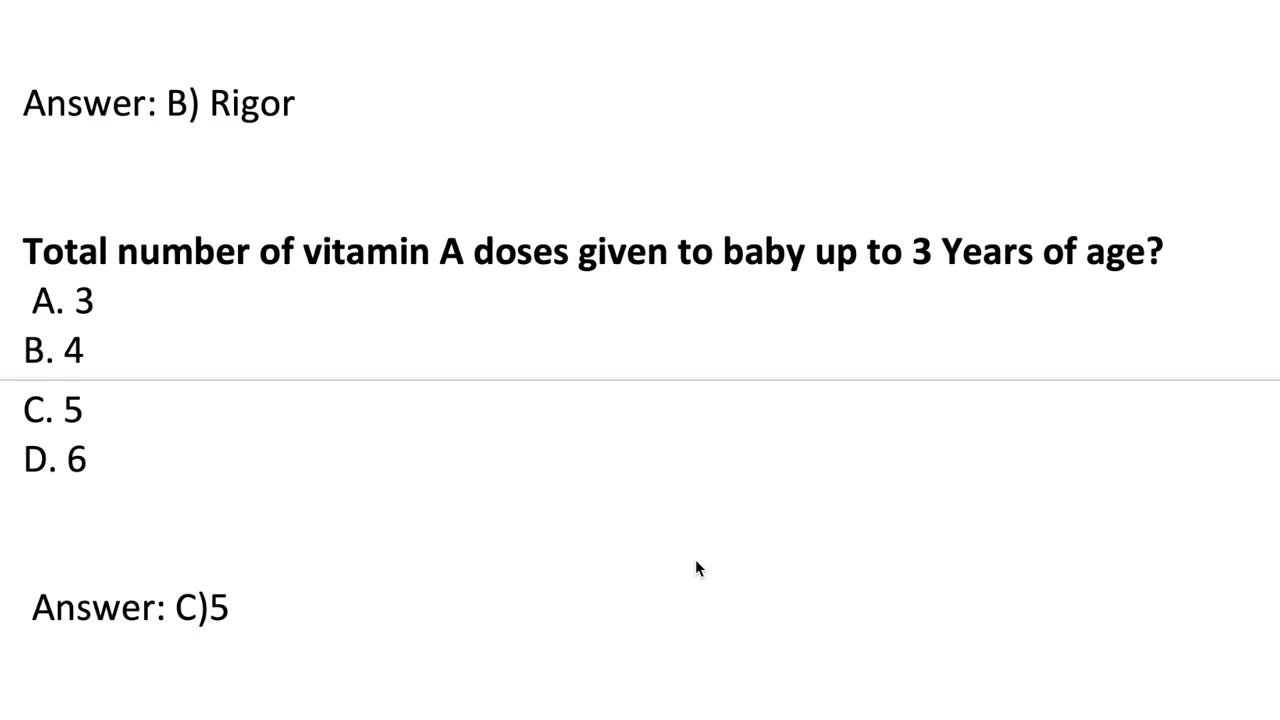 Answer: B) Rigor
Total number of vitamin A doses given to baby up to 3 Years of age?
A. 3
B. 4
C. 5
D. 6
Answer: C)5